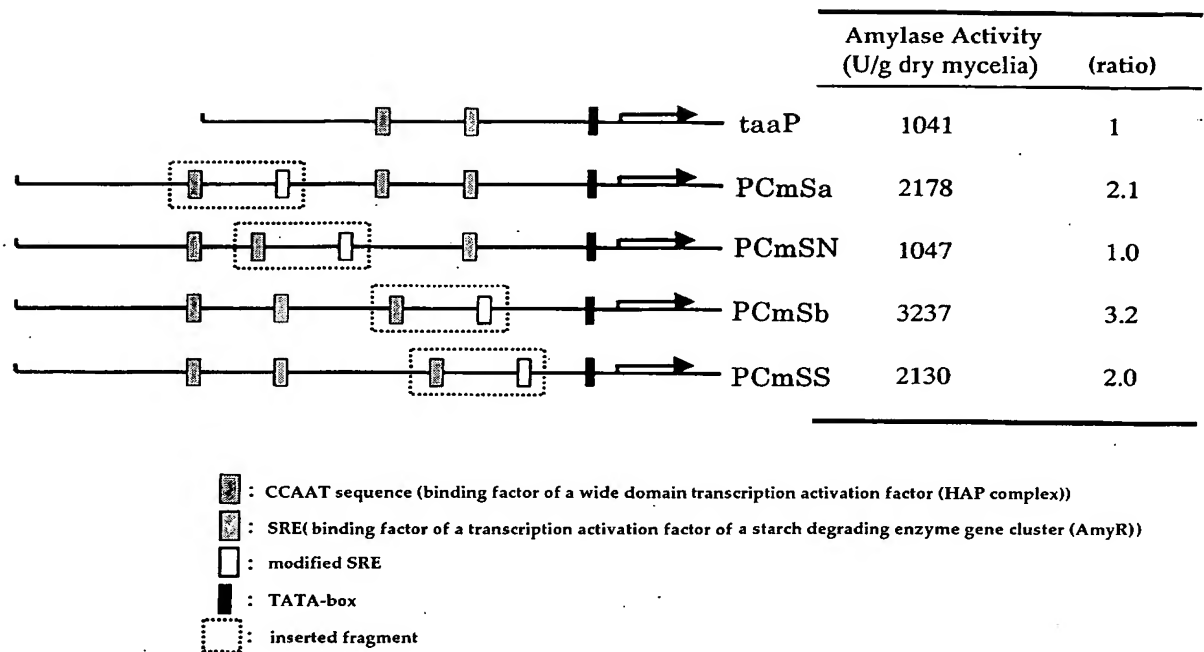 Amylase Activity
(U/g dry mycelia) (ratio)
taaP 1041 1
PCmSa 2178 2.1
PCmSN 1047 1.0
PCmSb 3237 3.2
PCmSS 2130 2.0
: CCAAT sequence (binding factor of a wide domain transcription activation factor (HAP complex))
: SRE( binding factor of a transcription activation factor of a starch degrading enzyme gene cluster (AmyR))
: modified SRE
: TATA-box
: inserted fragment